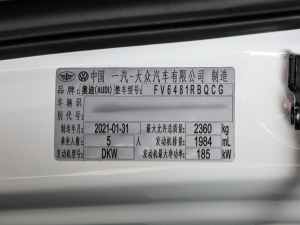 中国 一汽-大众汽车有限公司 制造
品牌：奥迪(AUDI) 整车型号： FV6481RBQCG
车辆识
别代号：
制造年月 2021-01-31 最大允许总质量 2360 kg
乘坐人数 5 人 发动机排量 1984 mL
发动机型号 DKW 发动机最大净功率 185 kW